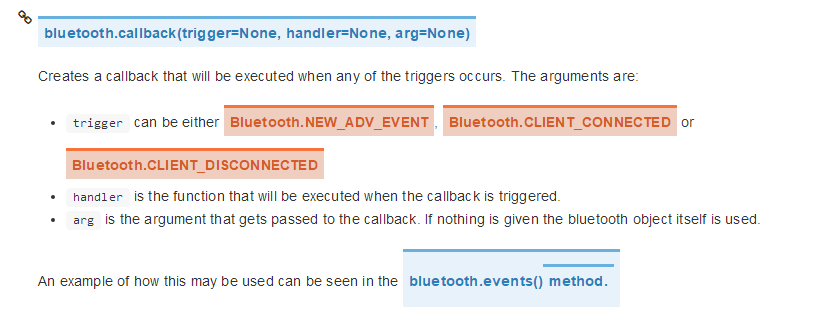 bluetooth.callback(trigger=None, handler=None, arg=None)
Creates a callback that will be executed when any of the triggers occurs. The arguments are:
• trigger can be either Bluetooth.NEW_ADV_EVENT , Bluetooth.CLIENT_CONNECTED or
Bluetooth.CLIENT_DISCONNECTED
• handler is the function that will be executed when the callback is triggered.
• arg is the argument that gets passed to the callback. If nothing is given the bluetooth object itself is used.
An example of how this may be used can be seen in the bluetooth.events() method.